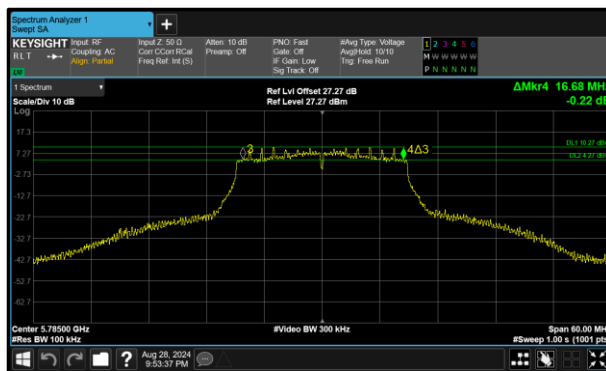 Spectrum Analyzer 1
Swept SA
+
KEYSIGHT Input: RF Input Z: 50 Ω Atten: 10 dB PNO: Fast #Avg Type: Voltage 1 2 3 4 5 6
R L T Coupling: AC Corr CCorr RCal Preamp: Off Gate: Off Avg|Hold: 10/10 M W W W W W
Align: Partial Freq Ref: Int (S) IF Gain: Low Trig: Free Run
Sig Track: Off P N N N N N
1 Spectrum Ref Lvl Offset 27.27 dB ΔMkr4 16.68 MHz
Scale/Div 10 dB Ref Level 27.27 dBm -0.22 dB
Log
17.3
3 4Δ3 DL1 10.27 dBm
7.27
DL2 4.27 dBm
-2.73
-12.7
-22.7
-32.7
-42.7
-52.7
-62.7
Center 5.78500 GHz #Video BW 300 kHz Span 60.00 MHz
#Res BW 100 kHz #Sweep 1.00 s (1001 pts)
? Aug 28, 2024
9:53:37 PM